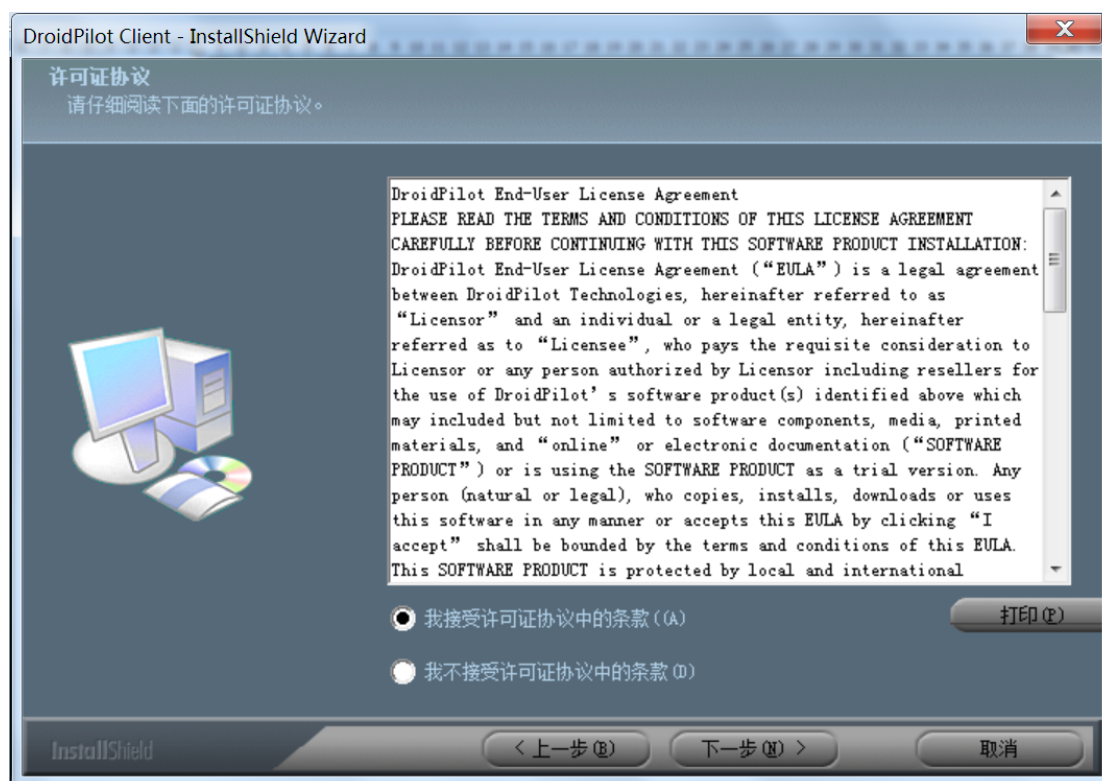 DroidPilot Client - InstallShield Wizard
许可证协议
请仔细阅读下面的许可证协议。
DroidPilot End-User License Agreement
PLEASE READ THE TERMS AND CONDITIONS OF THIS LICENSE AGREEMENT
CAREFULLY BEFORE CONTINUING WITH THIS SOFTWARE PRODUCT INSTALLATION:
DroidPilot End-User License Agreement (“EULA”) is a legal agreement
between DroidPilot Technologies, hereinafter referred to as
“Licensor” and an individual or a legal entity, hereinafter
referred as to “Licensee”, who pays the requisite consideration to
Licensor or any person authorized by Licensor including resellers for
the use of DroidPilot’s software product(s) identified above which
may included but not limited to software components, media, printed
materials, and “online” or electronic documentation (“SOFTWARE
PRODUCT”) or is using the SOFTWARE PRODUCT as a trial version. Any
person (natural or legal), who copies, installs, downloads or uses
this software in any manner or accepts this EULA by clicking “I
accept” shall be bounded by the terms and conditions of this EULA.
This SOFTWARE PRODUCT is protected by local and international
我接受许可证协议中的条款((A)
打印(P)
我不接受许可证协议中的条款(D)
InstallShield
<上一步(B)
下一步(N) >
取消